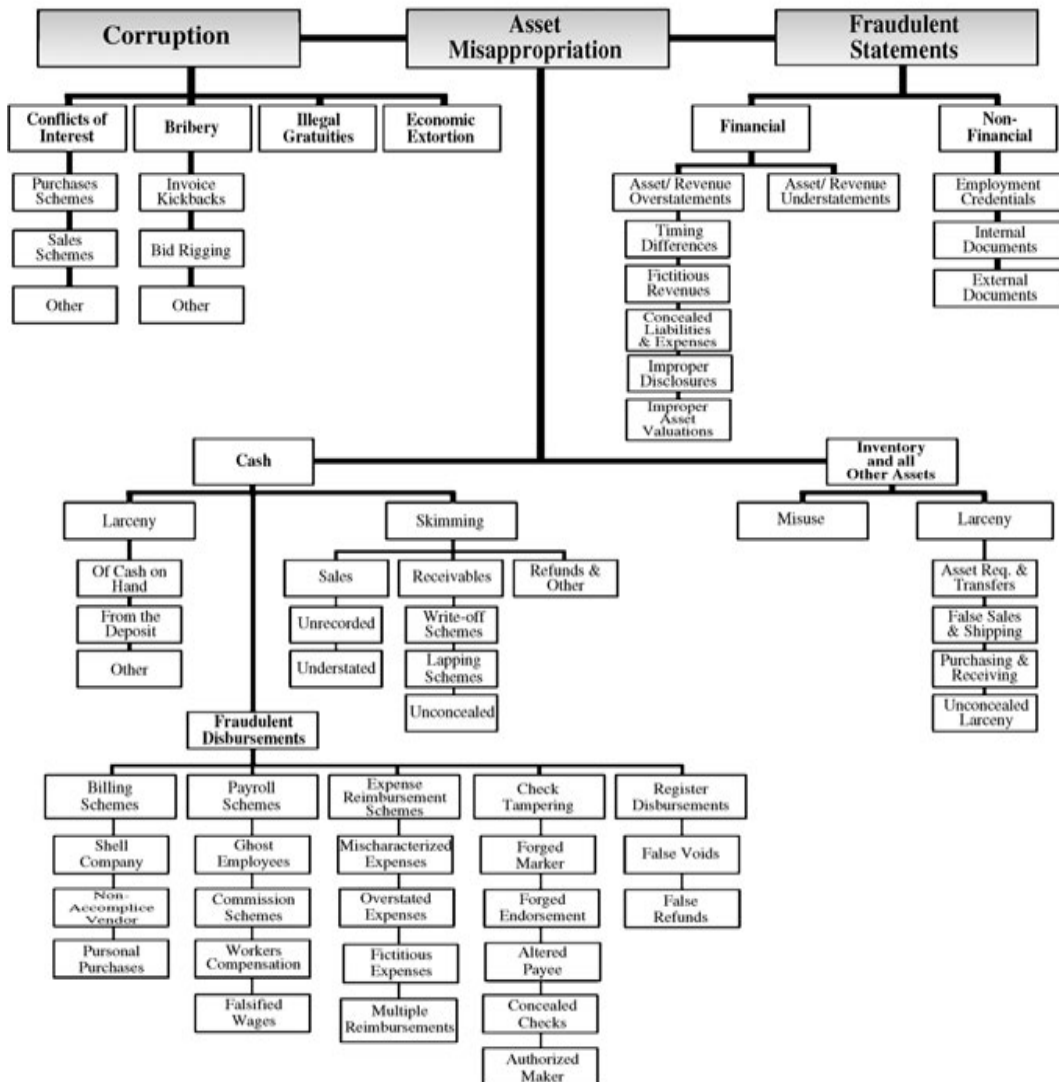 Corruption
Asset
Misappropriation
Fraudulent
Statements
Conflicts of
Interest
Bribery
Illegal
Gratuities
Economic
Extortion
Financial
Non-
Financial
Purchases
Schemes
Invoice
Kickbacks
Asset/ Revenue
Overstatements
Asset/ Revenue
Understatements
Employment
Credentials
Sales
Schemes
Bid Rigging
Timing
Differences
Internal
Documents
Other
Other
Fictitious
Revenues
External
Documents
Concealed
Liabilities
& Expenses
Improper
Disclosures
Improper
Asset
Valuations
Cash
Inventory
and all
Other Assets
Larceny
Skimming
Misuse
Larceny
Of Cash on
Hand
Sales
Receivables
Refunds &
Other
Asset Req. &
Transfers
From the
Deposit
Unrecorded
Write-off
Schemes
False Sales
& Shipping
Other
Understated
Lapping
Schemes
Purchasing &
Receiving
Unconcealed
Unconcealed
Larceny
Fraudulent
Disbursements
Billing
Schemes
Payroll
Schemes
Expense
Reimbursement
Schemes
Check
Tampering
Register
Disbursements
Shell
Company
Ghost
Employees
Mischaracterized
Expenses
Forged
Marker
False Voids
Non-
Accomplice
Vendor
Commission
Schemes
Overstated
Expenses
Forged
Endorsement
False
Refunds
Pursonal
Purchases
Workers
Compensation
Fictitious
Expenses
Altered
Payee
Falsified
Wages
Multiple
Reimbursements
Concealed
Checks
Authorized
Maker